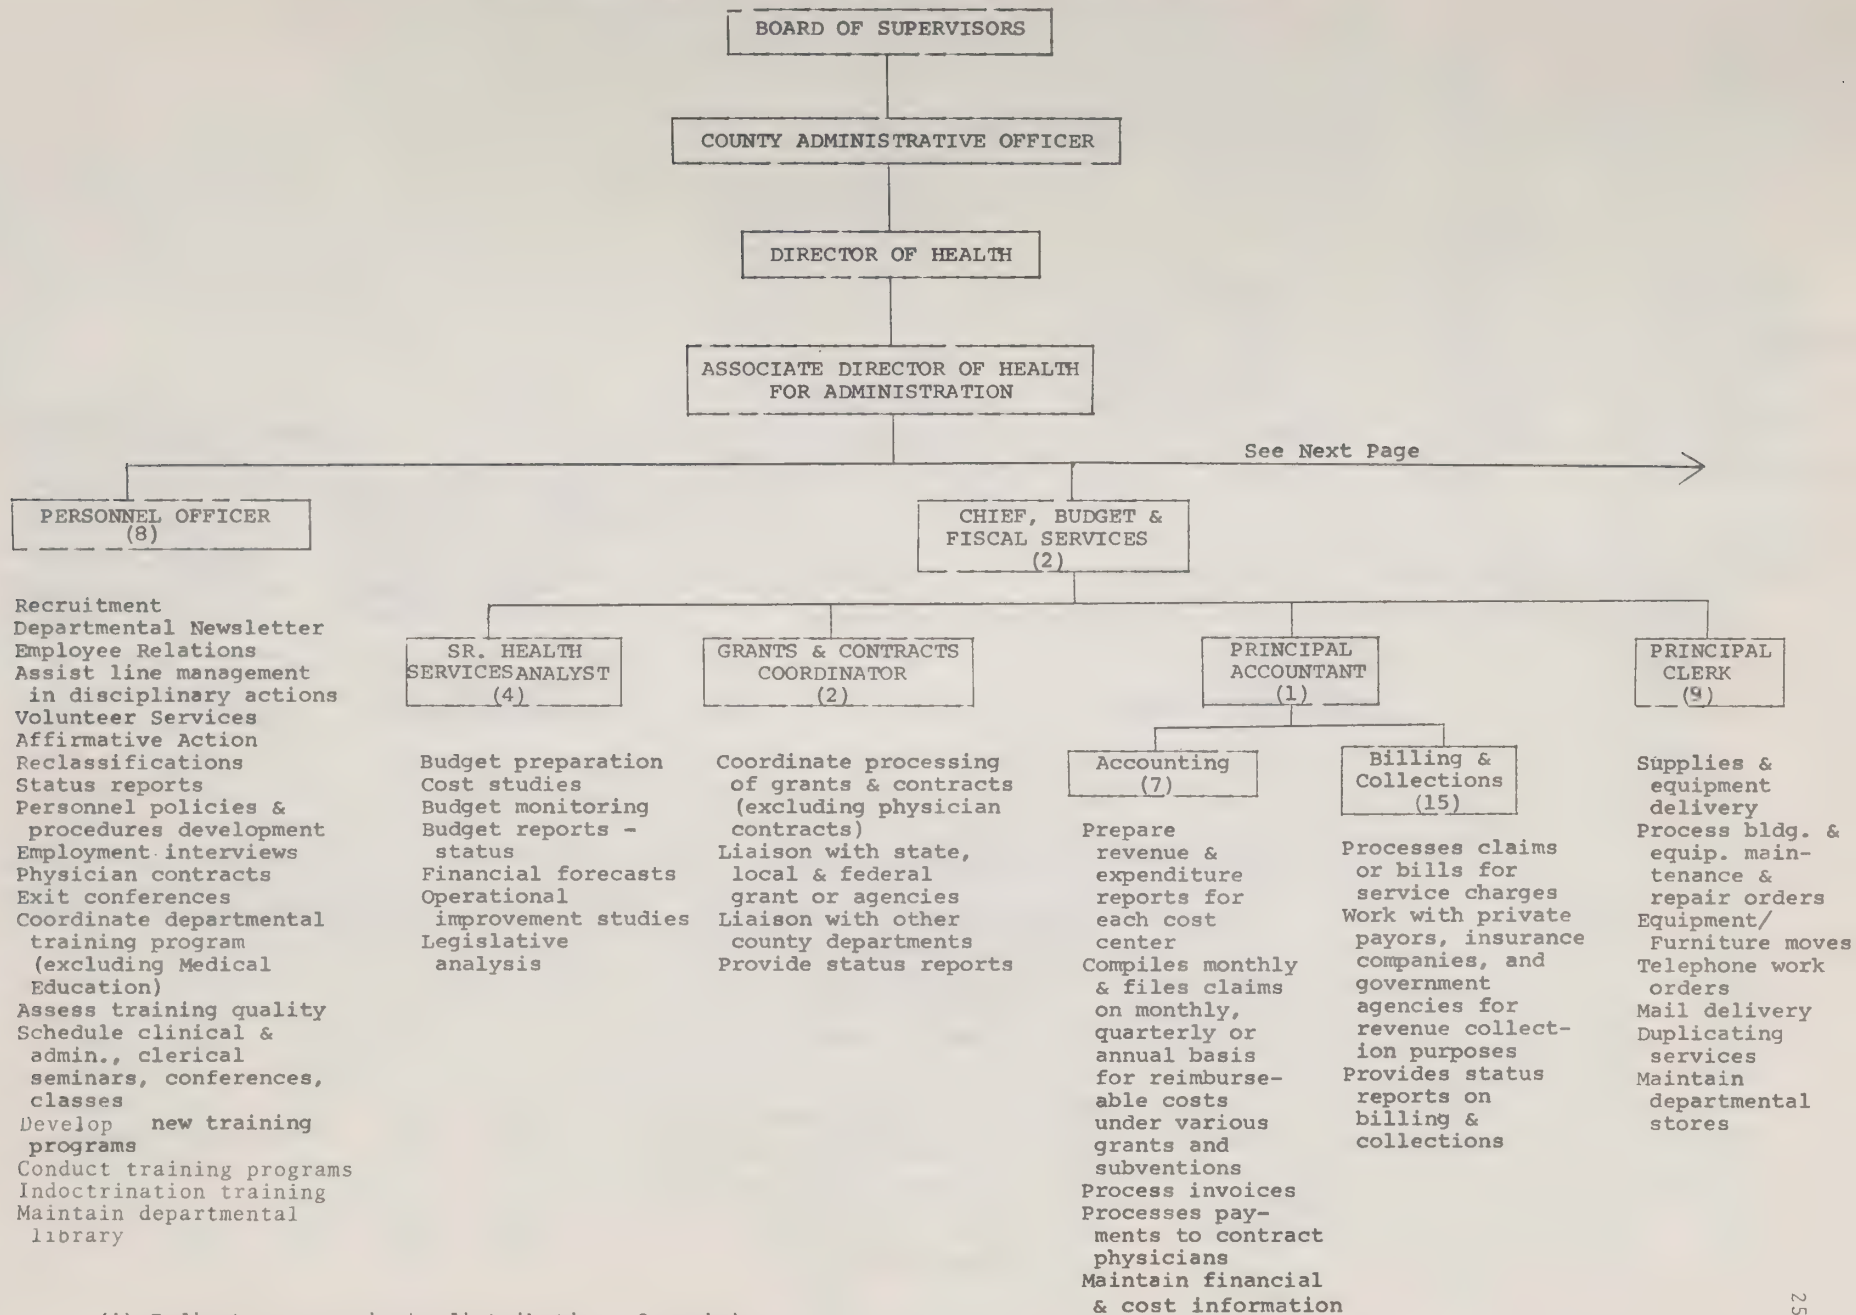 BOARD OF SUPERVISORS
COUNTY ADMINISTRATIVE OFFICER
DIRECTOR OF HEALTH
ASSOCIATE DIRECTOR OF HEALTH
FOR ADMINISTRATION
See Next Page
PERSONNEL OFFICER
(8)
Recruitment
Departmental Newsletter
Employee Relations
Assist line management
in disciplinary actions
Volunteer Services
Affirmative Action
Reclassifications
Status reports
Personnel policies &
procedures development
Employment interviews
Physician contracts
Exit conferences
Coordinate departmental
training program
(excluding Medical
Education)
Assess training quality
Schedule clinical &
admin., clerical
seminars, conferences,
classes
Develop new training
programs
Conduct training programs
Indoctrination training
Maintain departmental
library
CHIEF, BUDGET &
FISCAL SERVICES
(2)
SR. HEALTH
SERVICES ANALYST
(4)
Budget preparation
Cost studies
Budget monitoring
Budget reports -
status
Financial forecasts
Operational
improvement studies
Legislative
analysis
GRANTS & CONTRACTS
COORDINATOR
(2)
Coordinate processing
of grants & contracts
(excluding physician
contracts)
Liaison with state,
local & federal
grant or agencies
Liaison with other
county departments
Provide status reports
PRINCIPAL
ACCOUNTANT
(1)
Accounting
(7)
Prepare
revenue &
expenditure
reports for
each cost
center
Compiles monthly
& files claims
on monthly,
quarterly or
annual basis
for reimburse-
able costs
under various
grants and
subventions
Process invoices
Processes pay-
ments to contract
physicians
Maintain financial
& cost information
Billing &
Collections
(15)
Processes claims
or bills for
service charges
Work with private
payors, insurance
companies, and
government
agencies for
revenue collect-
ion purposes
Provides status
reports on
billing &
collections
PRINCIPAL
CLERK
(9)
Supplies &
equipment
delivery
Process bldg. &
equip. main-
tenance &
repair orders
Equipment/
Furniture moves
Telephone work
orders
Mail delivery
Duplicating
services
Maintain
departmental
stores
25